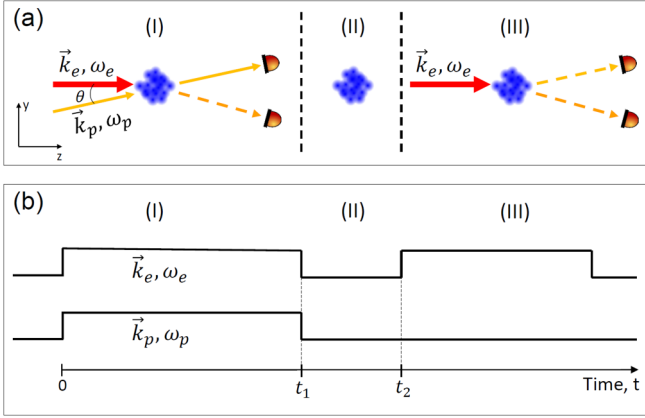 (a)
(I)
(II)
(III)
k⃗ₑ, ωₑ
k⃗ₑ, ωₑ
θ
y
k⃗ₚ, ωₚ
z
(b)
(I)
(II)
(III)
k⃗ₑ, ωₑ
k⃗ₚ, ωₚ
0
t₁
t₂
Time, t